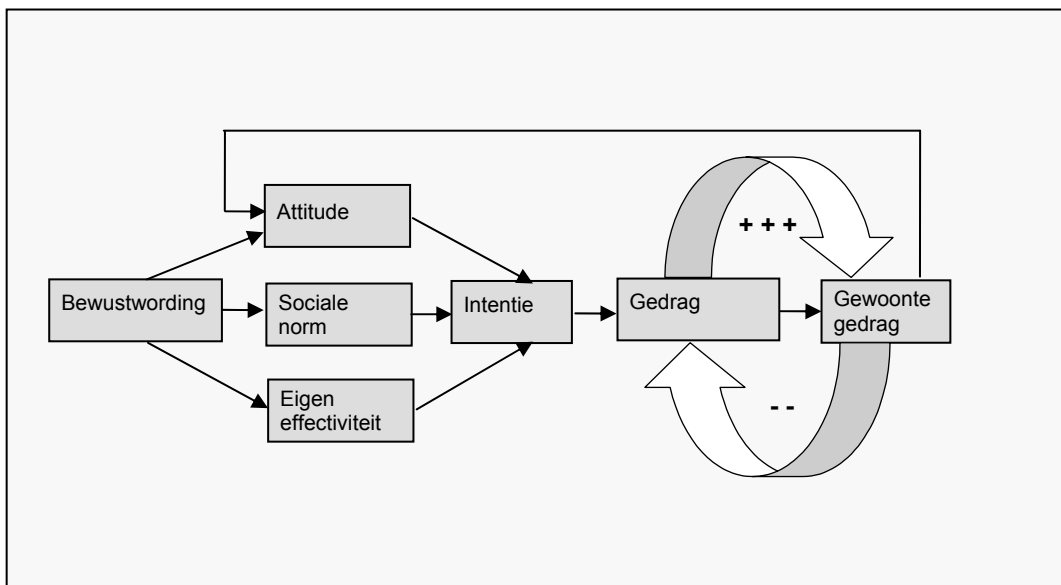 Attitude
+ + +
Bewustwording
Sociale
norm
Intentie
Gedrag
Gewoonte
gedrag
Eigen
effectiviteit
- -